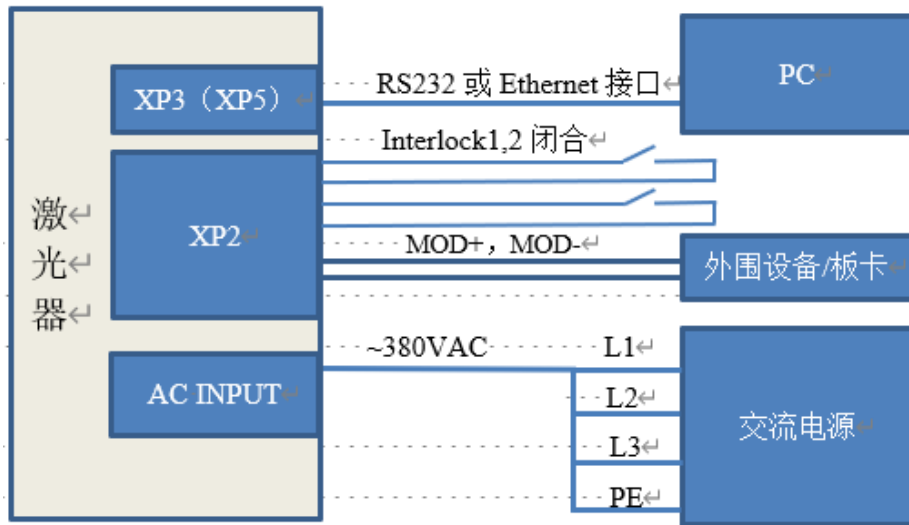 XP3（XP5）
RS232 或 Ethernet 接口
PC
Interlock1,2 闭合
激
光
器
XP2
MOD+，MOD-
外围设备/板卡
~380VAC
L1
AC INPUT
L2
交流电源
L3
PE